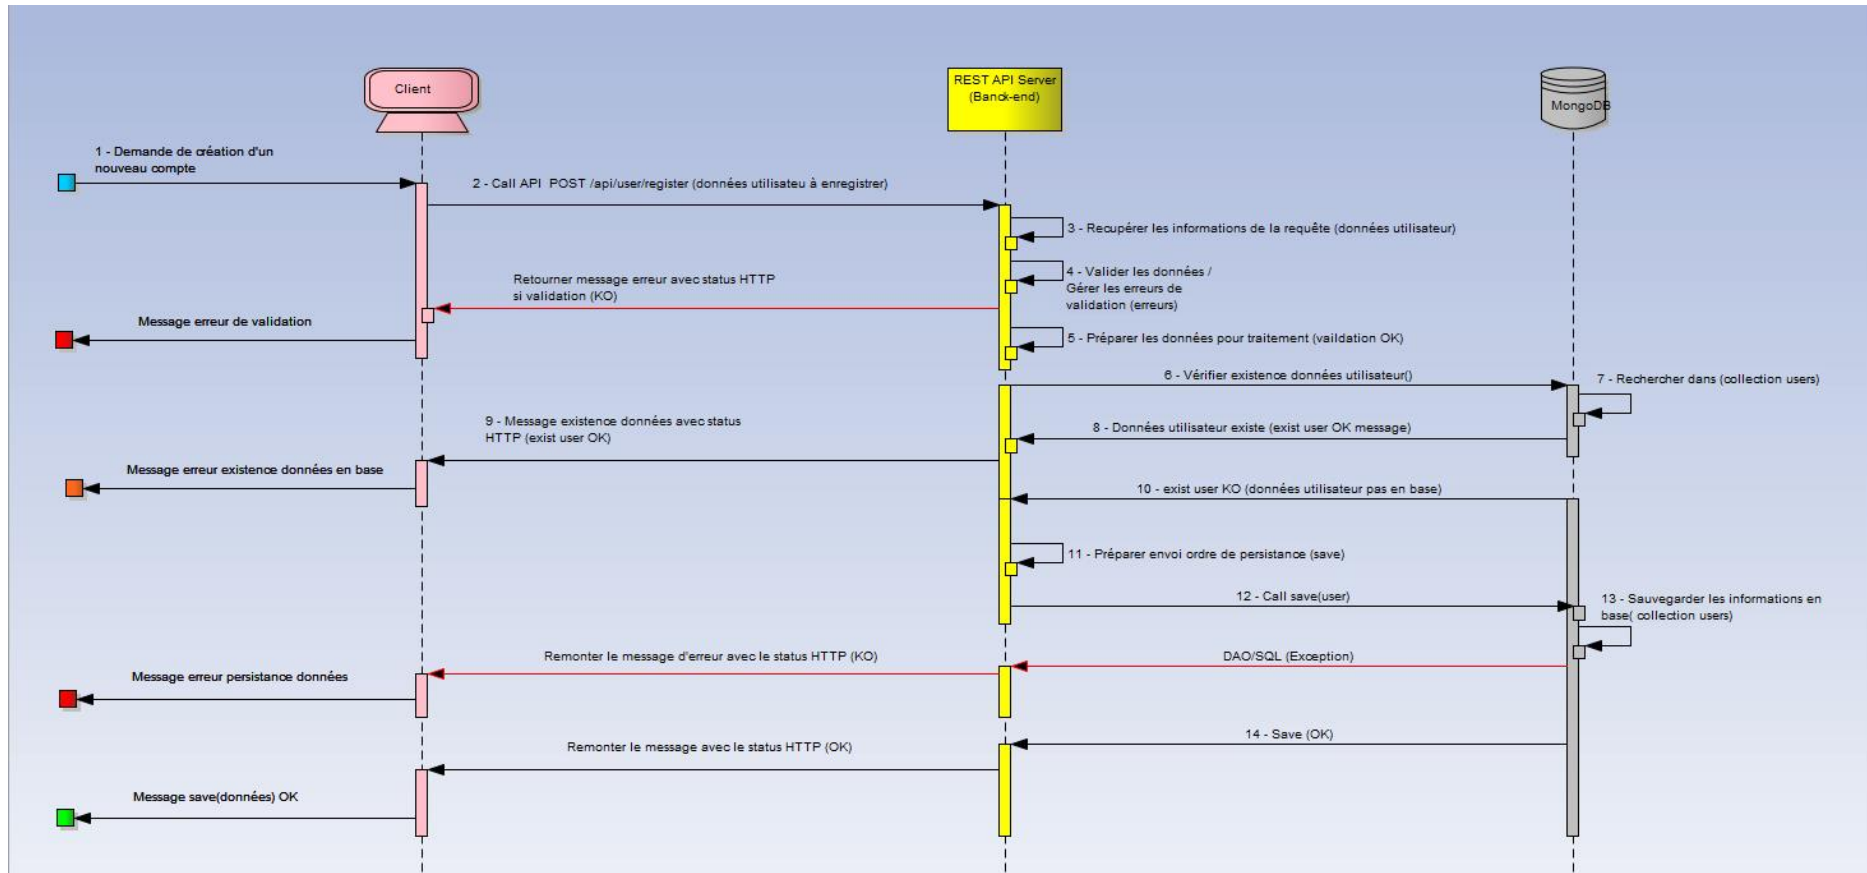 Client
REST API Server
(Banck-end)
MongoDB
1 - Demande de création d'un
nouveau compte
2 - Call API POST /api/user/register (données utilisateu à enregistrer)
3 - Recupérer les informations de la requête (données utilisateur)
Retourner message erreur avec status HTTP
si validation (KO)
4 - Valider les données /
Gérer les erreurs de
validation (erreurs)
Message erreur de validation
5 - Préparer les données pour traitement (vaildation OK)
6 - Vérifier existence données utilisateur()
7 - Rechercher dans (collection users)
9 - Message existence données avec status
HTTP (exist user OK)
8 - Données utilisateur existe (exist user OK message)
Message erreur existence données en base
10 - exist user KO (données utilisateur pas en base)
11 - Préparer envoi ordre de persistance (save)
12 - Call save(user)
13 - Sauvegarder les informations en
base( collection users)
Remonter le message d'erreur avec le status HTTP (KO)
DAO/SQL (Exception)
Message erreur persistance données
14 - Save (OK)
Remonter le message avec le status HTTP (OK)
Message save(données) OK